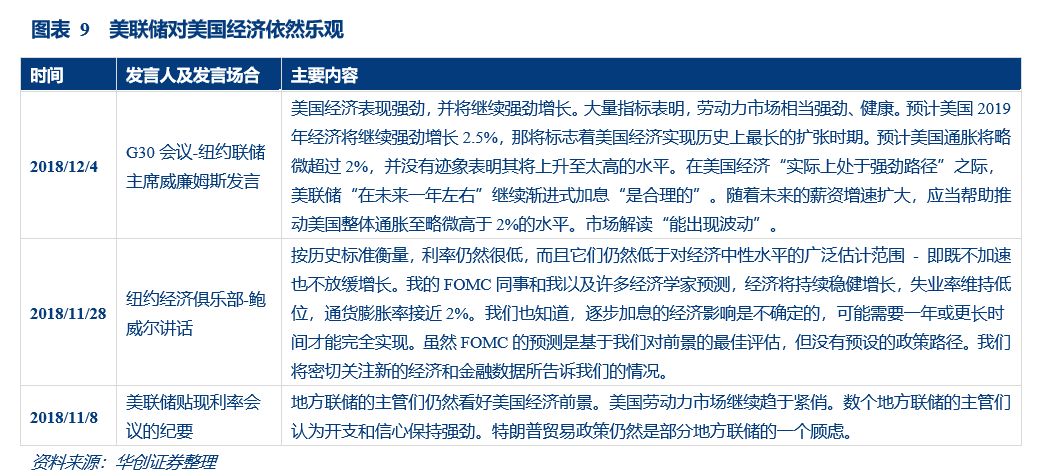 图表 9 美联储对美国经济依然乐观
时间 发言人及发言场合 主要内容
2018/12/4
G30 会议-纽约联储
主席威廉姆斯发言
美国经济表现强劲，并将继续强劲增长。大量指标表明，劳动力市场相当强劲、健康。预计美国 2019
年经济将继续强劲增长 2.5%，那将标志着美国经济实现历史上最长的扩张时期。预计美国通胀将略
微超过 2%，并没有迹象表明其将上升至太高的水平。在美国经济“实际上处于强劲路径”之际，
美联储“在未来一年左右”继续渐进式加息“是合理的”。随着未来的薪资增速扩大，应当帮助推
动美国整体通胀至略微高于 2%的水平。市场解读“能出现波动”。
2018/11/28
纽约经济俱乐部-鲍
威尔讲话
按历史标准衡量，利率仍然很低，而且它们仍然低于对经济中性水平的广泛估计范围 - 即既不加速
也不放缓增长。我的 FOMC 同事和我以及许多经济学家预测，经济将持续稳健增长，失业率维持低
位，通货膨胀率接近 2%。我们也知道，逐步加息的经济影响是不确定的，可能需要一年或更长时
间才能完全实现。虽然 FOMC 的预测是基于我们对前景的最佳评估，但没有预设的政策路径。我们
将密切关注新的经济和金融数据所告诉我们的情况。
2018/11/8
美联储贴现利率会
议的纪要
地方联储的主管们仍然看好美国经济前景。美国劳动力市场继续趋于紧俏。数个地方联储的主管们
认为开支和信心保持强劲。特朗普贸易政策仍然是部分地方联储的一个顾虑。
资料来源：华创证券整理